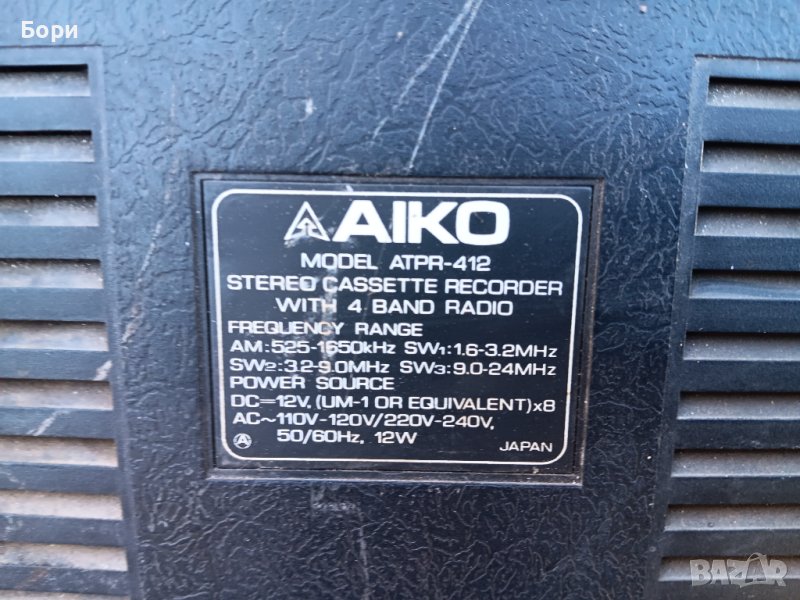 Бори
AIKO
MODEL ATPR-412
STEREO CASSETTE RECORDER
WITH 4 BAND RADIO
FREQUENCY RANGE
AM:525-1650kHz SW1:1.6-3.2MHz
SW2:3.2-9.0MHz SW3:9.0-24MHz
POWER SOURCE
DC=12V, (UM-1 OR EQUIVALENT)x8
AC~110V-120V/220V-240V,
50/60Hz, 12W
JAPAN
BAZAR